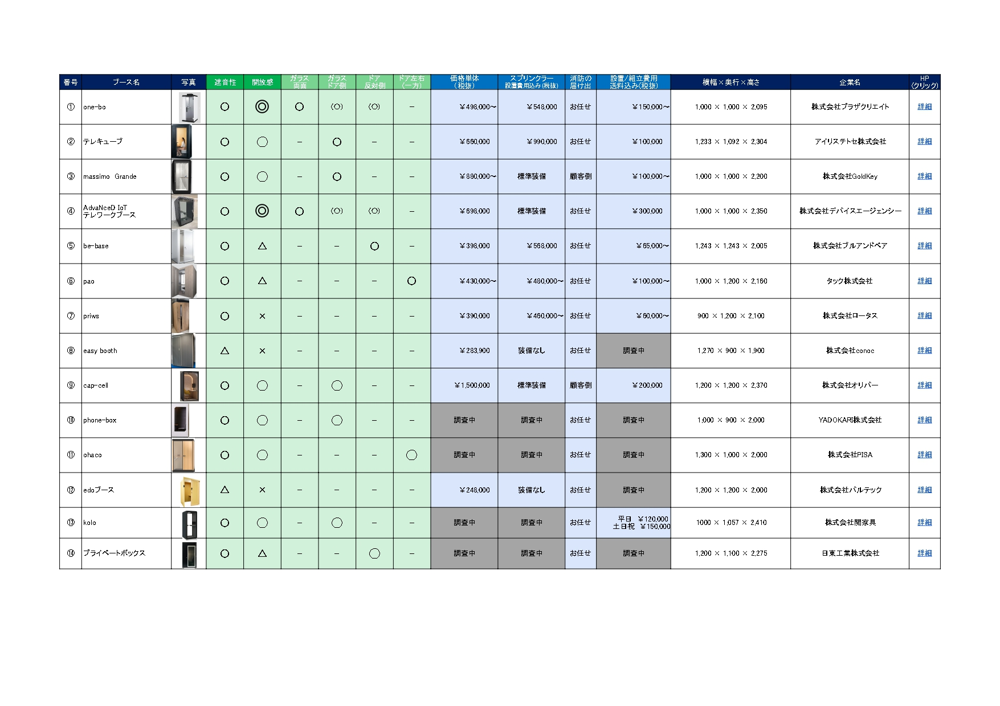 番号 ブース名 写真 遮音性 開放感 ガラス両面 ガラスドア側 ドア反対側 ドア左右(一方) 価格単体(税抜) スプリンクラー設置費用込み(税抜) 消防の届け出 設置/組立費用送料込み(税抜) 横幅×奥行×高さ 企業名 HP(クリック)
① one-bo ○ ◎ ○ (○) (○) － ￥498,000～ ￥548,000 お任せ ￥150,000～ 1,000 × 1,000 × 2,095 株式会社プラザクリエイト 詳細
② テレキューブ ○ ○ － ○ － － ￥660,000 ￥990,000 お任せ ￥100,000 1,233 × 1,092 × 2,304 アイリスチトセ株式会社 詳細
③ massimo Grande ○ ○ － ○ － － ￥880,000～ 標準装備 顧客側 ￥100,000～ 1,000 × 1,000 × 2,200 株式会社GoldKey 詳細
④ AdvaNceD IoT
テレワークブース ○ ◎ ○ (○) (○) － ￥698,000 標準装備 お任せ ￥300,000 1,000 × 1,000 × 2,350 株式会社デバイスエージェンシー 詳細
⑤ be-base ○ △ － － ○ － ￥398,000 ￥568,000 お任せ ￥65,000～ 1,243 × 1,243 × 2,005 株式会社ブルアンドベア 詳細
⑥ pao ○ △ － － － ○ ￥430,000～ ￥480,000～ お任せ ￥100,000～ 1,000 × 1,200 × 2,160 タック株式会社 詳細
⑦ priws ○ × － － － － ￥390,000 ￥460,000～ お任せ ￥60,000～ 900 × 1,200 × 2,100 株式会社ロータス 詳細
⑧ easy booth △ × － － － － ￥283,900 装備なし お任せ 調査中 1,270 × 900 × 1,900 株式会社conoc 詳細
⑨ cap-cell ○ ○ － ○ － － ￥1,500,000 標準装備 顧客側 ￥200,000 1,200 × 1,200 × 2,370 株式会社オリバー 詳細
⑩ phone-box ○ ○ － ○ － － 調査中 調査中 お任せ 調査中 1,000 × 900 × 2,000 YADOKARI株式会社 詳細
⑪ ohaco ○ ○ － － － ○ 調査中 調査中 お任せ 調査中 1,300 × 1,000 × 2,000 株式会社PISA 詳細
⑫ edoブース △ × － － － － ￥248,000 装備なし お任せ 調査中 1,200 × 1,200 × 2,000 株式会社バルテック 詳細
⑬ kolo ○ ○ － ○ － － 調査中 調査中 お任せ 平日 ￥120,000
土日祝 ￥150,000 1000 × 1,057 × 2,410 株式会社関家具 詳細
⑭ プライベートボックス ○ △ － － ○ － 調査中 調査中 お任せ 調査中 1,200 × 1,100 × 2,275 日東工業株式会社 詳細